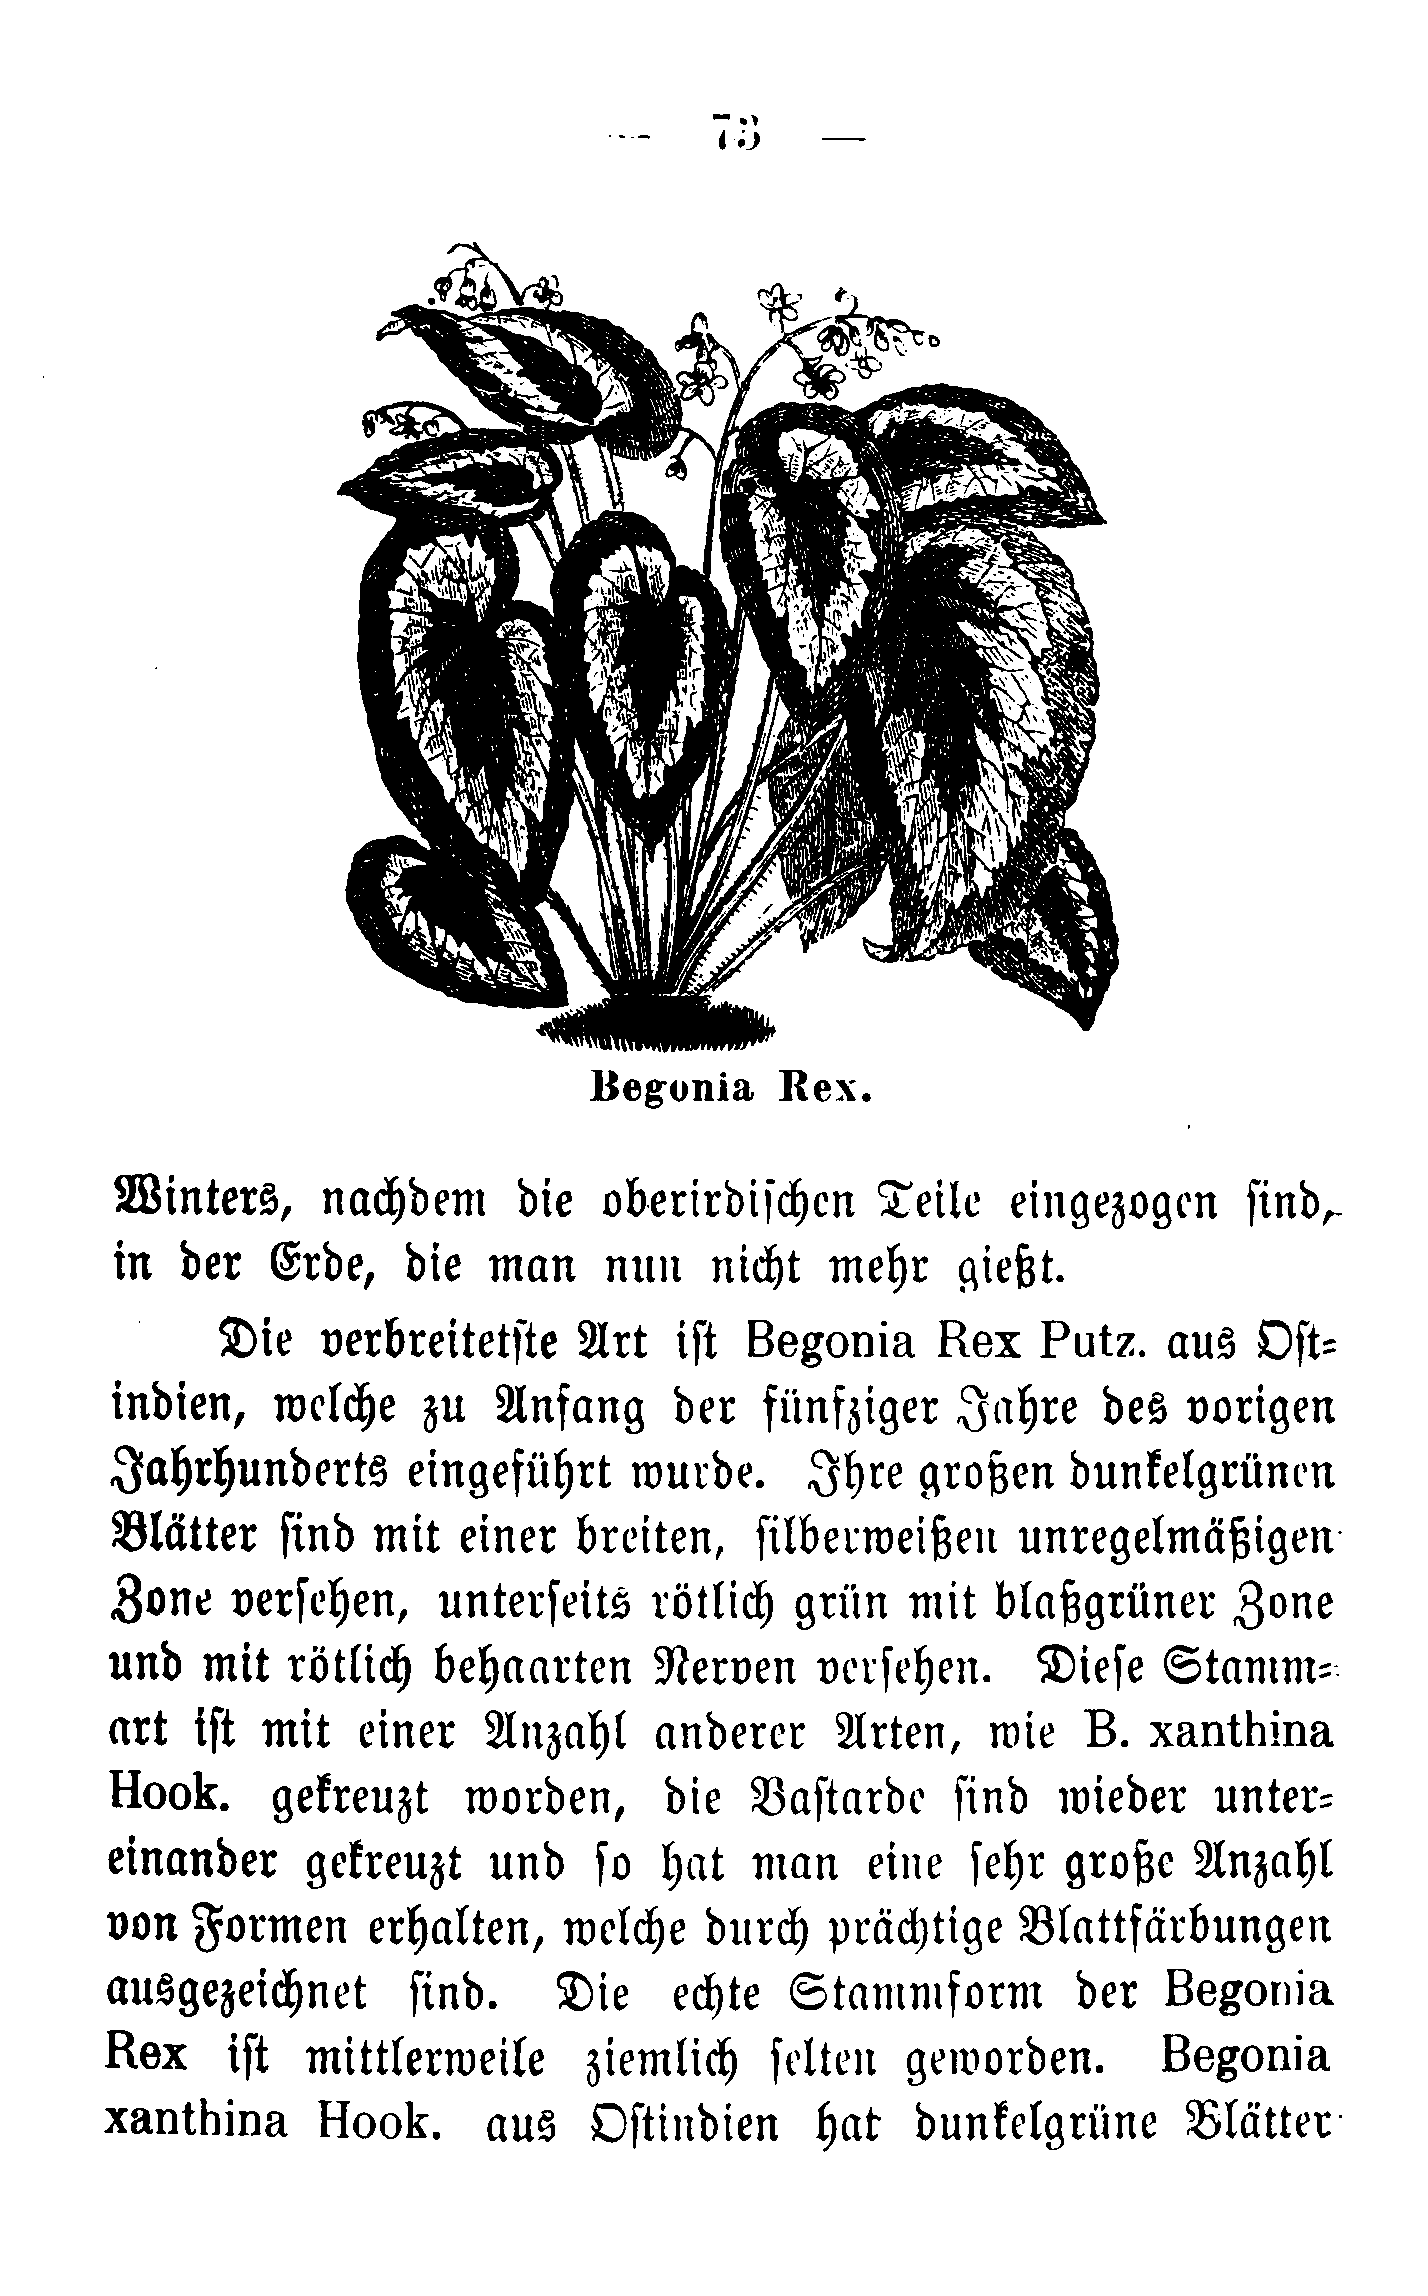 — 73 —
Begonia Rex.
Winters, nachdem die oberirdischen Teile eingezogen sind,
in der Erde, die man nun nicht mehr gießt.
Die verbreitetste Art ist Begonia Rex Putz. aus Ost-
indien, welche zu Anfang der fünfziger Jahre des vorigen
Jahrhunderts eingeführt wurde. Ihre großen dunkelgrünen
Blätter sind mit einer breiten, silberweißen unregelmäßigen
Zone versehen, unterseits rötlich grün mit blaßgrüner Zone
und mit rötlich behaarten Nerven versehen. Diese Stamm-
art ist mit einer Anzahl anderer Arten, wie B. xanthina
Hook. gekreuzt worden, die Bastarde sind wieder unter-
einander gekreuzt und so hat man eine sehr große Anzahl
von Formen erhalten, welche durch prächtige Blattfärbungen
ausgezeichnet sind. Die echte Stammform der Begonia
Rex ist mittlerweile ziemlich selten geworden. Begonia
xanthina Hook. aus Ostindien hat dunkelgrüne Blätter